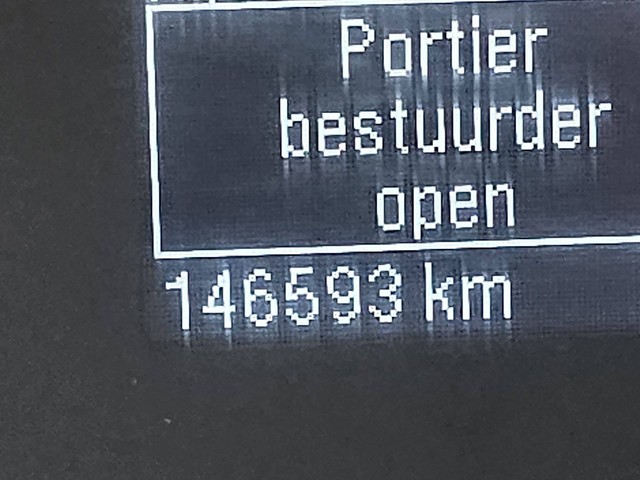 Portier
bestuurder
open
146593 km